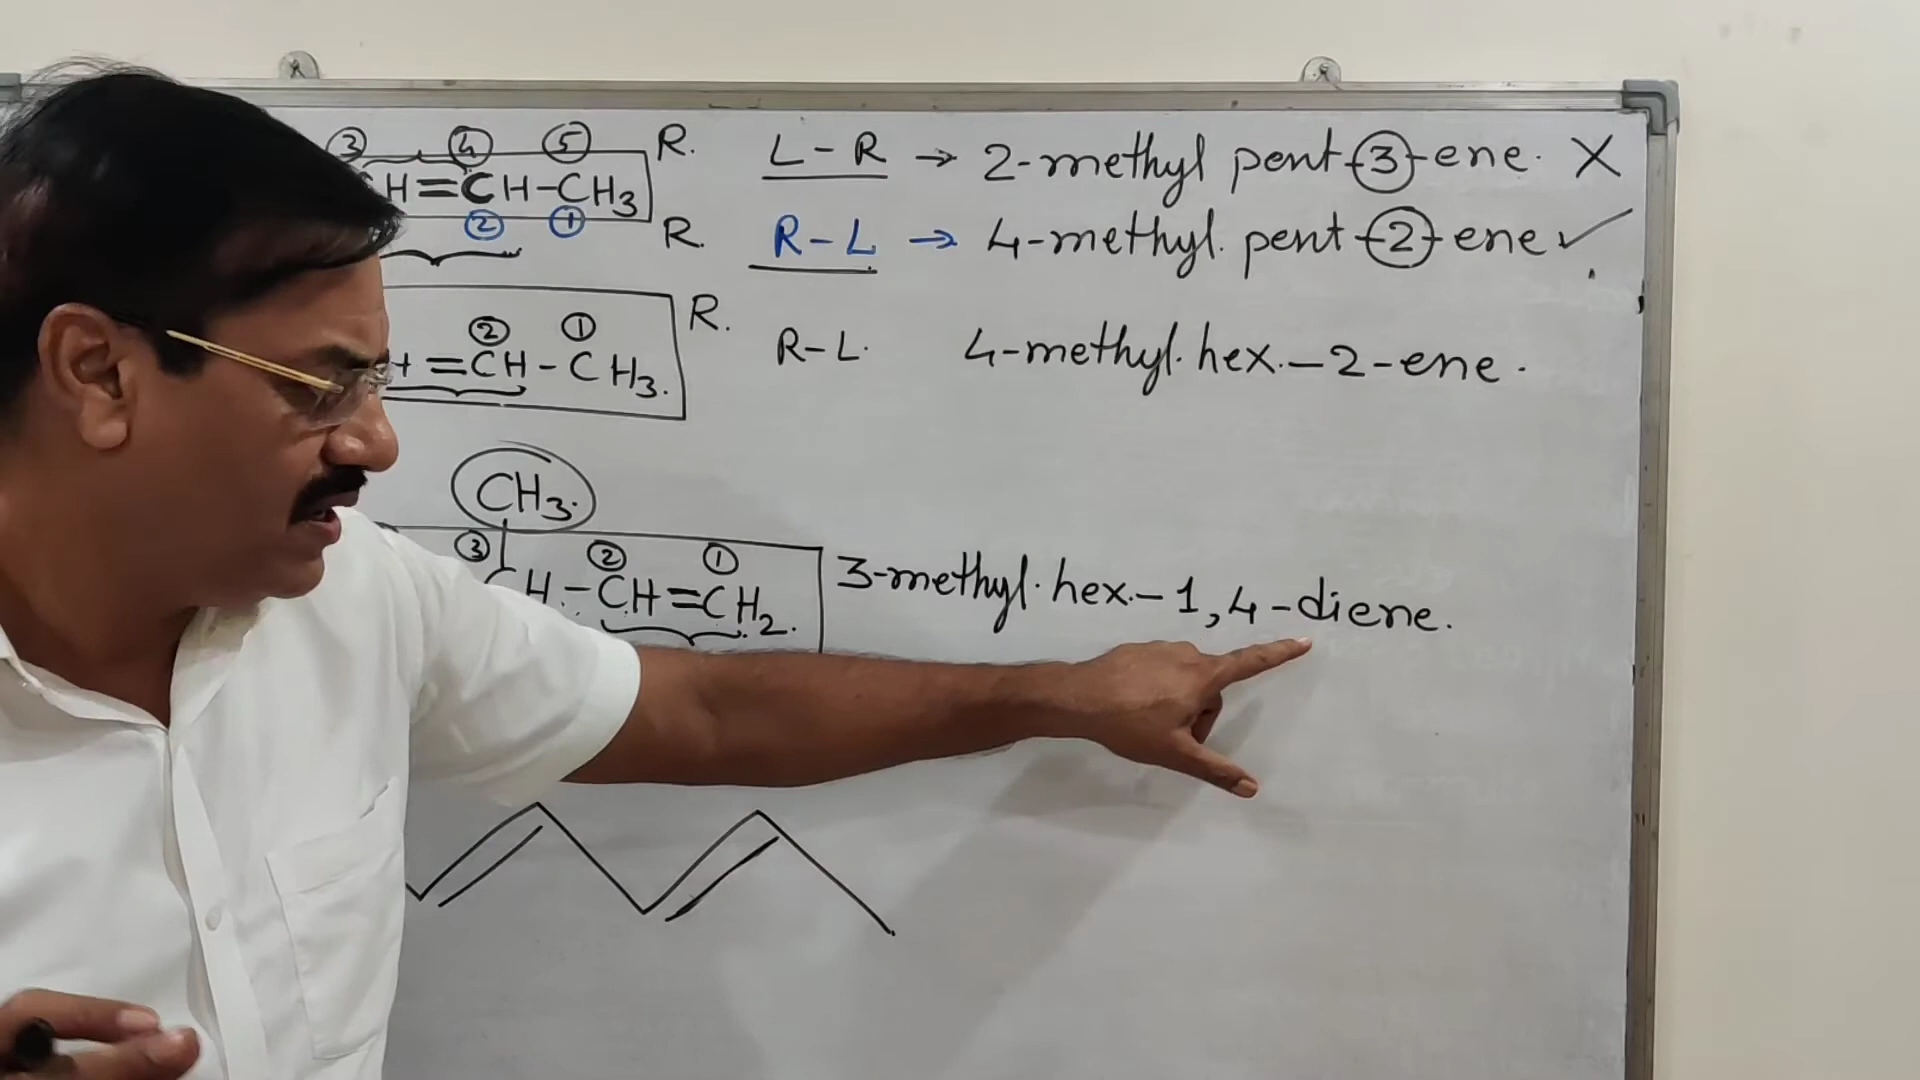 ③ ④ ⑤ R. L-R → 2-methyl pent-③-ene. X
H=CH-CH3
② ① R. R-L → 4-methyl. pent-②-ene ✓
② ① R.
=CH-CH3. R-L. 4-methyl. hex.-2-ene.
CH3.
③ ② ①
CH-CH=CH2. 3-methyl. hex.-1,4-diene.